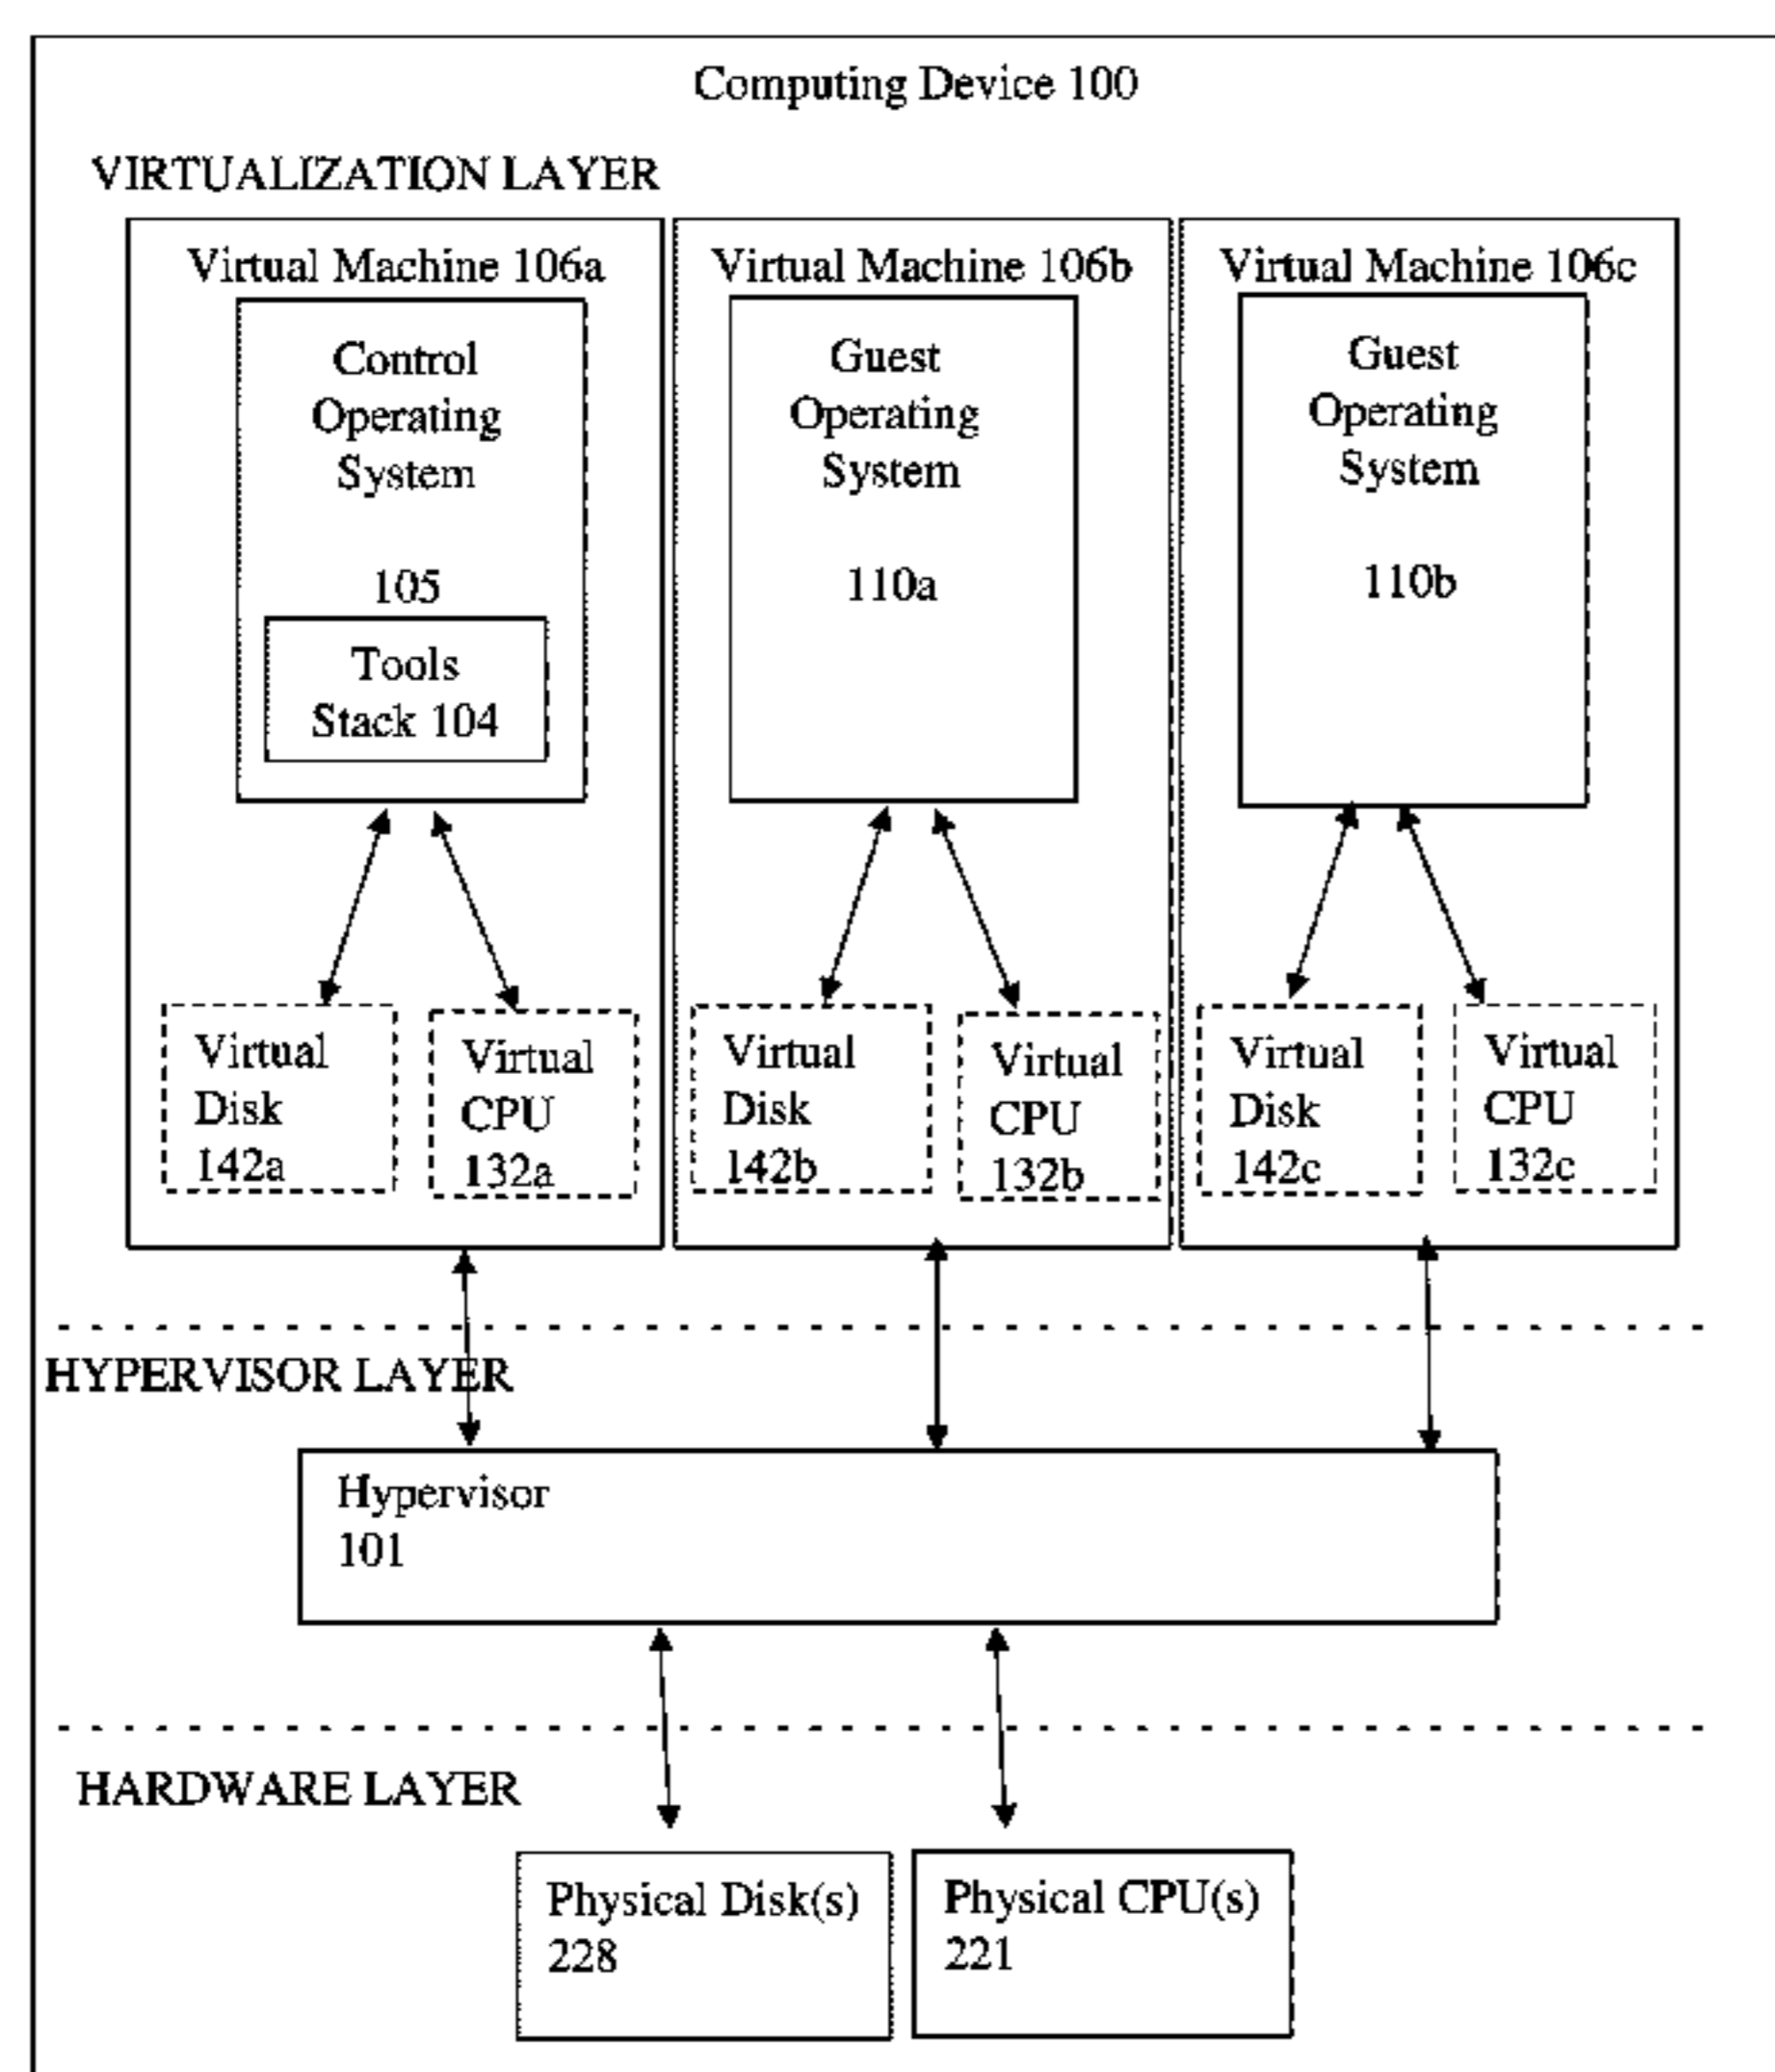 Computing Device 100
VIRTUALIZATION LAYER
Virtual Machine 106a
Control
Operating
System
105
Tools
Stack 104
Virtual
Disk
142a
Virtual
CPU
132a
Virtual Machine 106b
Guest
Operating
System
110a
Virtual
Disk
142b
Virtual
CPU
132b
Virtual Machine 106c
Guest
Operating
System
110b
Virtual
Disk
142c
Virtual
CPU
132c
HYPERVISOR LAYER
Hypervisor
101
HARDWARE LAYER
Physical Disk(s)
228
Physical CPU(s)
221